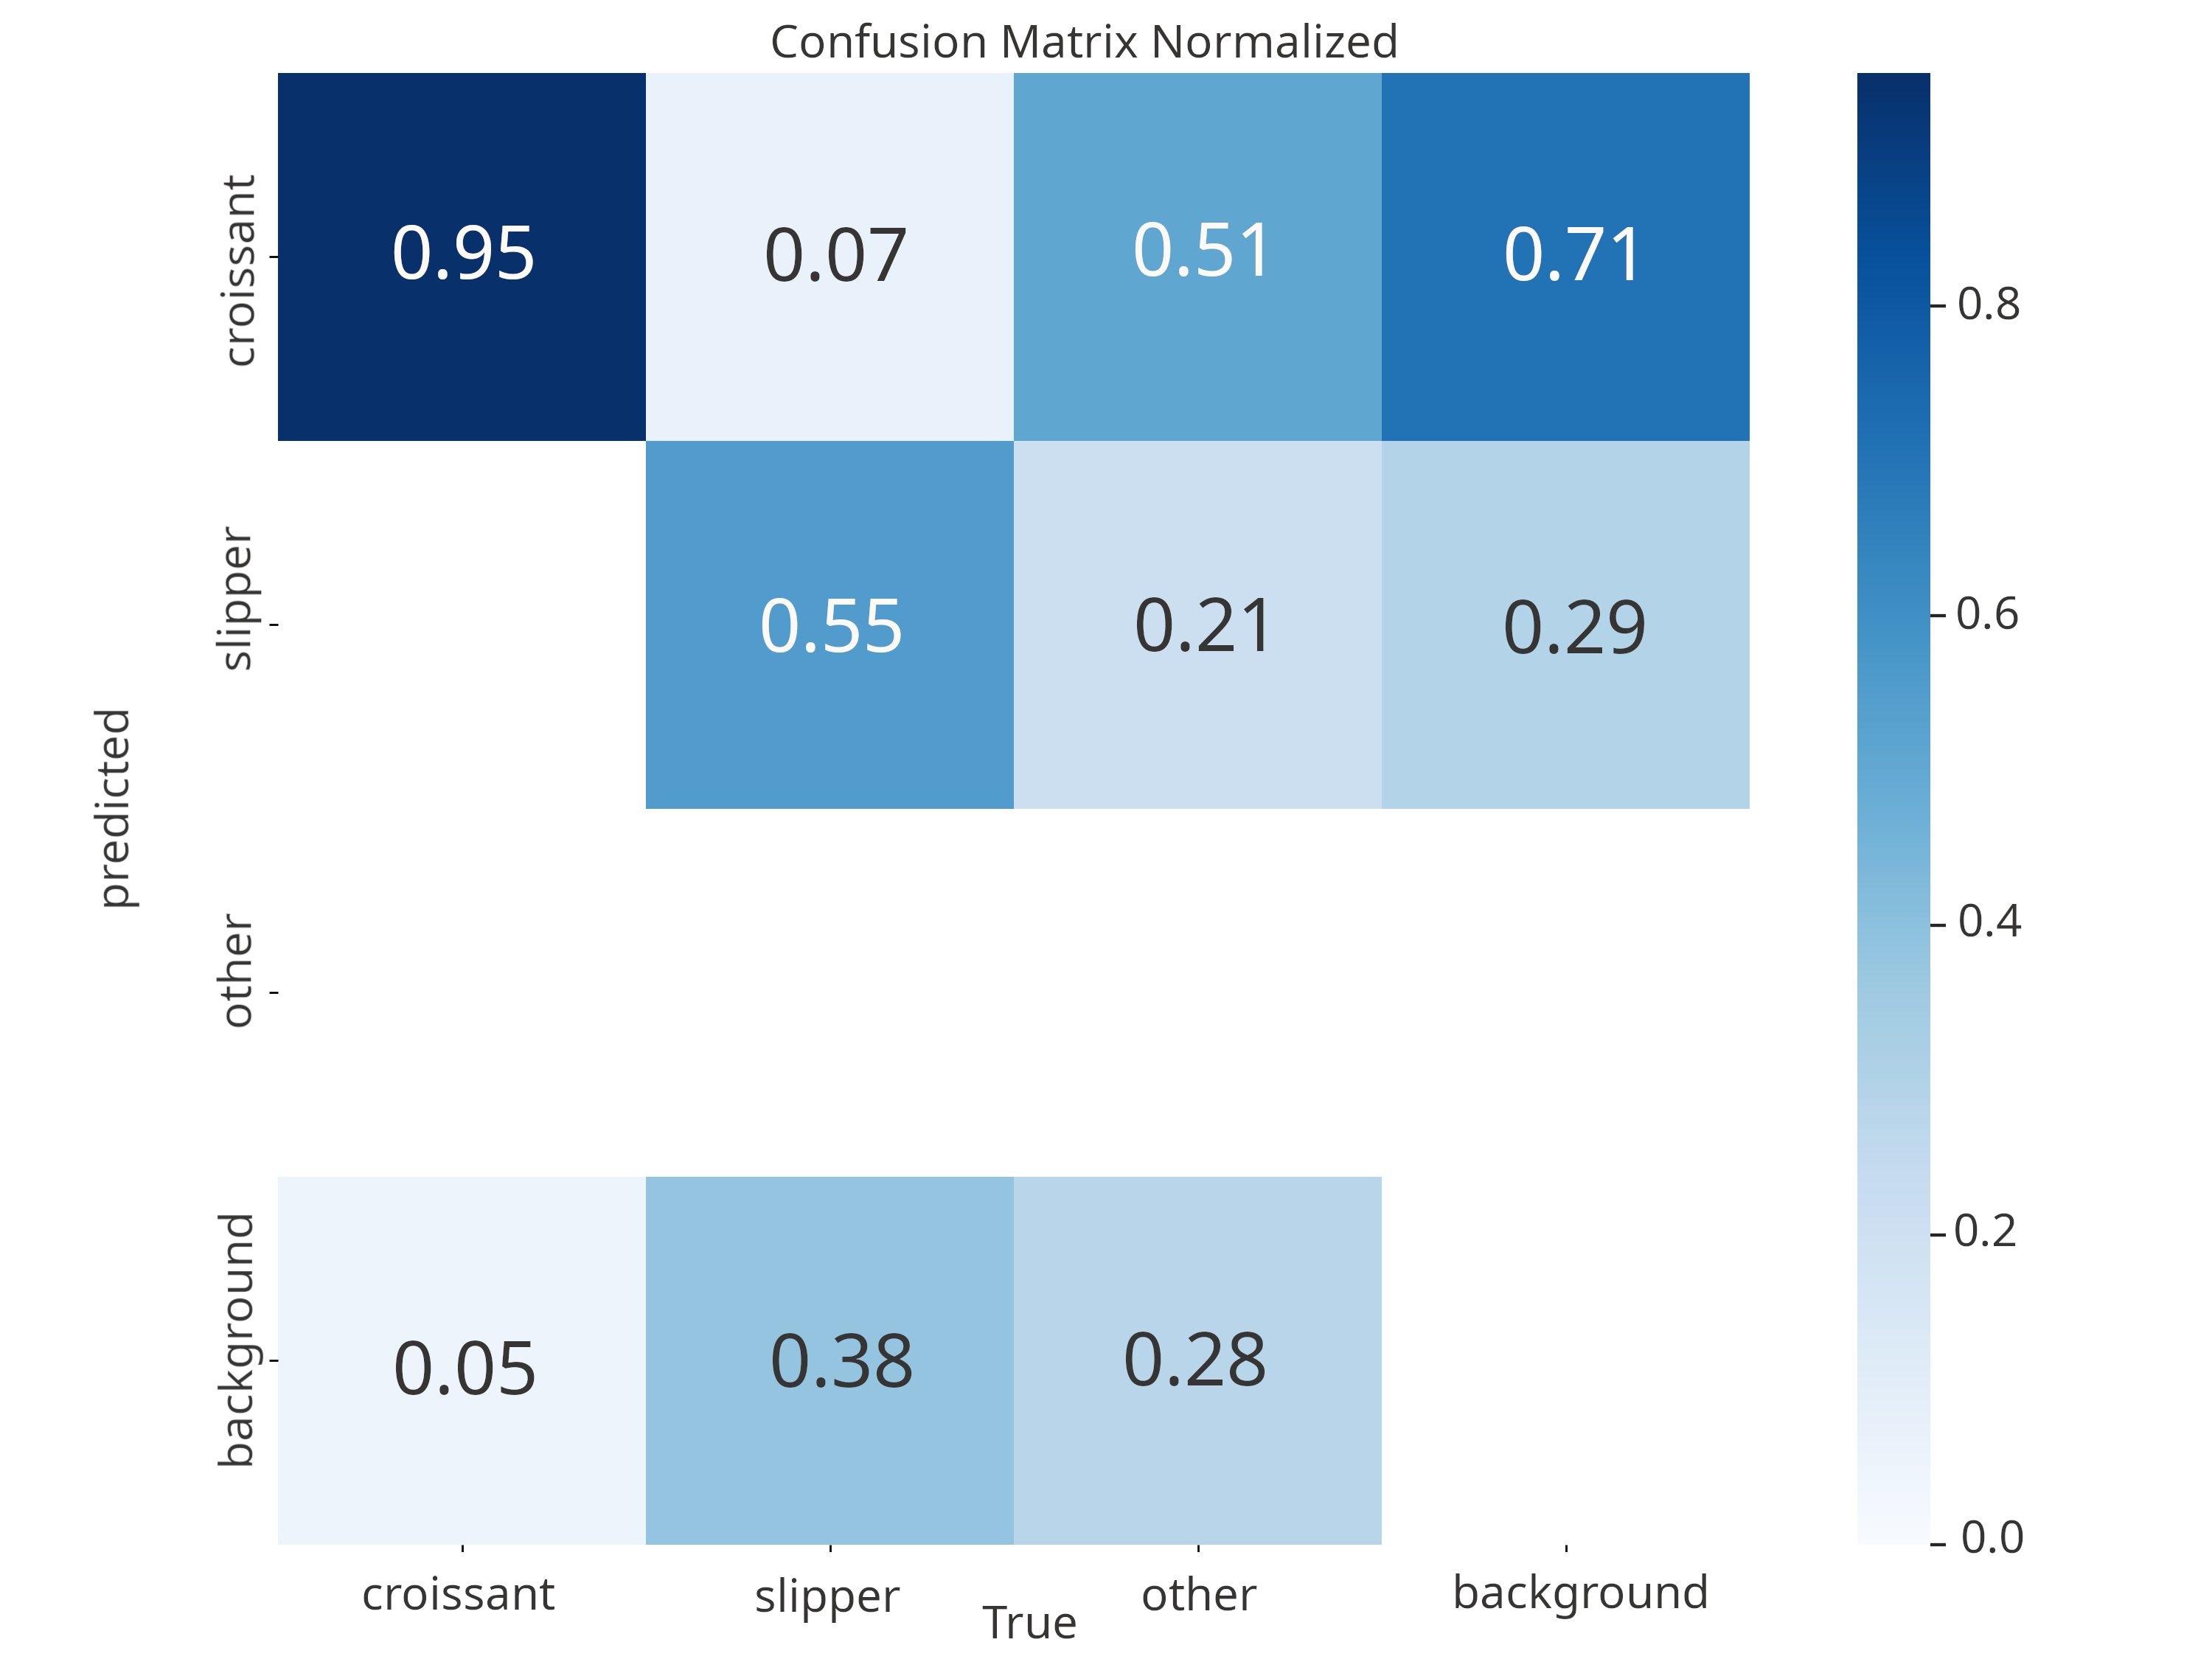 Confusion Matrix Normalized
croissant
0.95
0.07
0.51
0.71
0.8
slipper
0.55
0.21
0.29
0.6
predicted
other
0.4
background
0.05
0.38
0.28
0.2
0.0
croissant
slipper
other
background
True